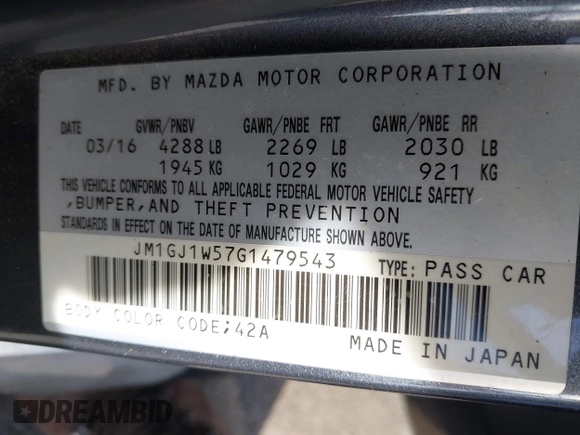 MFD. BY MAZDA MOTOR CORPORATION
DATE GVWR/PNBV GAWR/PNBE FRT GAWR/PNBE RR
03/16 4288 LB 2269 LB 2030 LB
1945 KG 1029 KG 921 KG
THIS VEHICLE CONFORMS TO ALL APPLICABLE FEDERAL MOTOR VEHICLE SAFETY
,BUMPER,AND THEFT PREVENTION
STANDARDS IN EFFECT ON THE DATE OF MANUFACTURE SHOWN ABOVE.
JM1GJ1W57G1479543 TYPE: PASS CAR
BODY COLOR CODE;42A
MADE IN JAPAN
DREAMBID